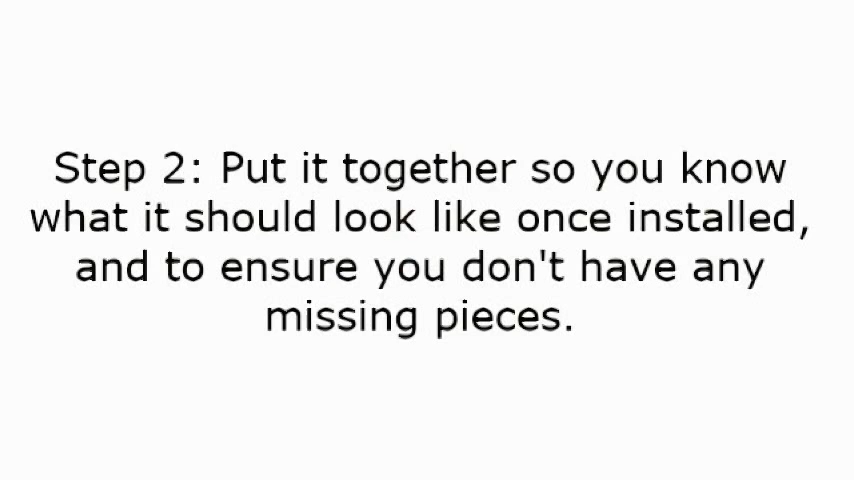 Step 2: Put it together so you know
what it should look like once installed,
and to ensure you don't have any
missing pieces.